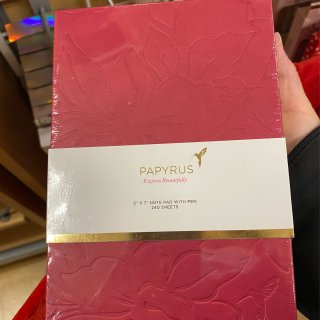 PAPYRUS
Express Beautifully
5" X 7" NOTE PAD WITH PEN
240 SHEETS